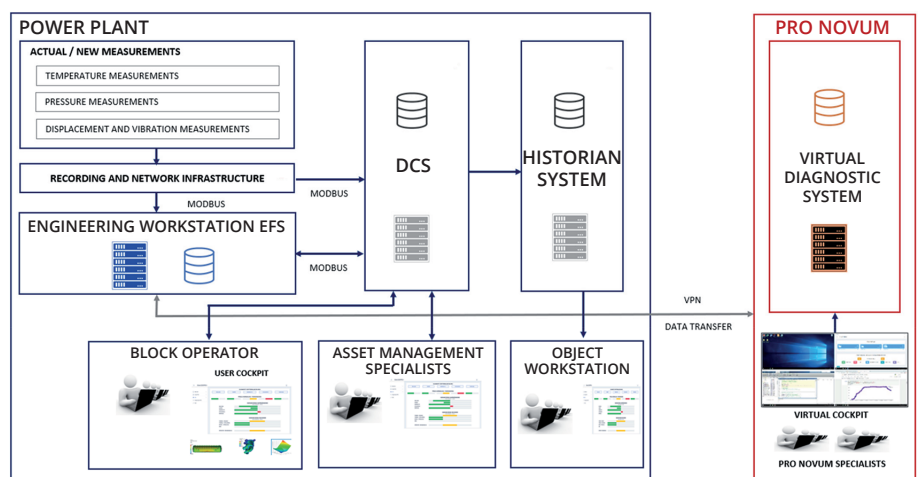 POWER PLANT
ACTUAL / NEW MEASUREMENTS
TEMPERATURE MEASUREMENTS
PRESSURE MEASUREMENTS
DISPLACEMENT AND VIBRATION MEASUREMENTS
RECORDING AND NETWORK INFRASTRUCTURE
MODBUS
MODBUS
ENGINEERING WORKSTATION EFS
MODBUS
DCS
HISTORIAN
SYSTEM
BLOCK OPERATOR
USER COCKPIT
ASSET MANAGEMENT
SPECIALISTS
OBJECT
WORKSTATION
VPN
DATA TRANSFER
PRO NOVUM
VIRTUAL
DIAGNOSTIC
SYSTEM
VIRTUAL COCKPIT
PRO NOVUM SPECIALISTS